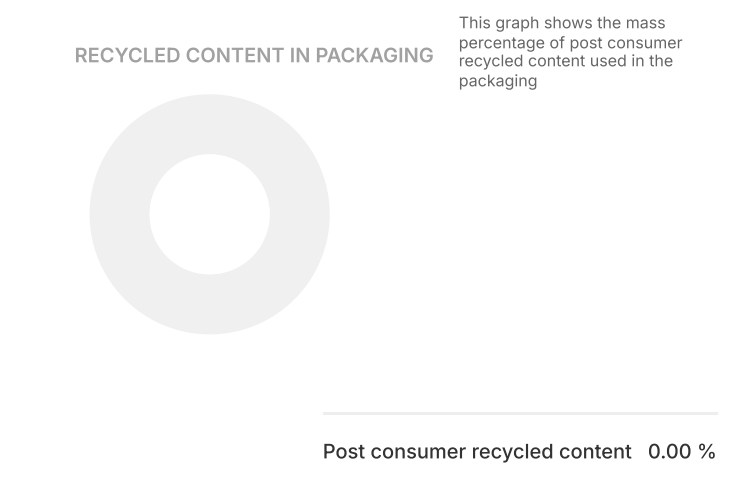 RECYCLED CONTENT IN PACKAGING
This graph shows the mass
percentage of post consumer
recycled content used in the
packaging
Post consumer recycled content 0.00 %